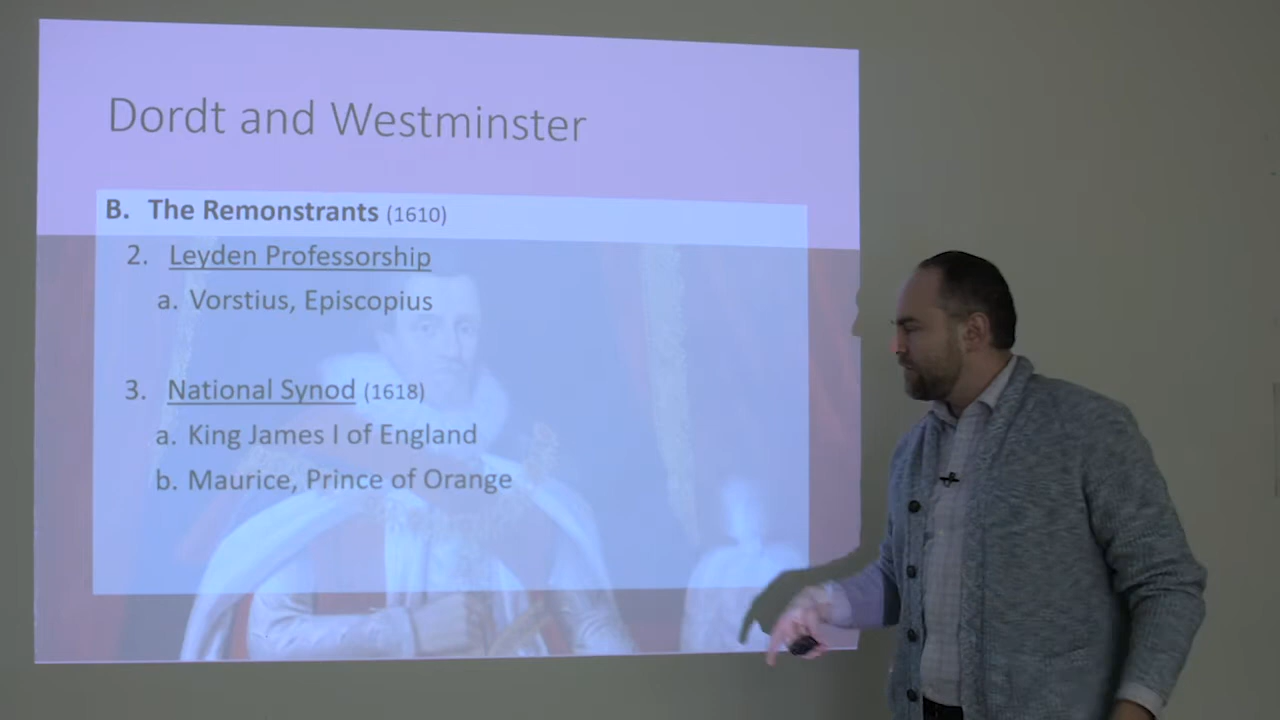 Dordt and Westminster
B. The Remonstrants (1610)
2. Leyden Professorship
a. Vorstius, Episcopius
3. National Synod (1618)
a. King James I of England
b. Maurice, Prince of Orange